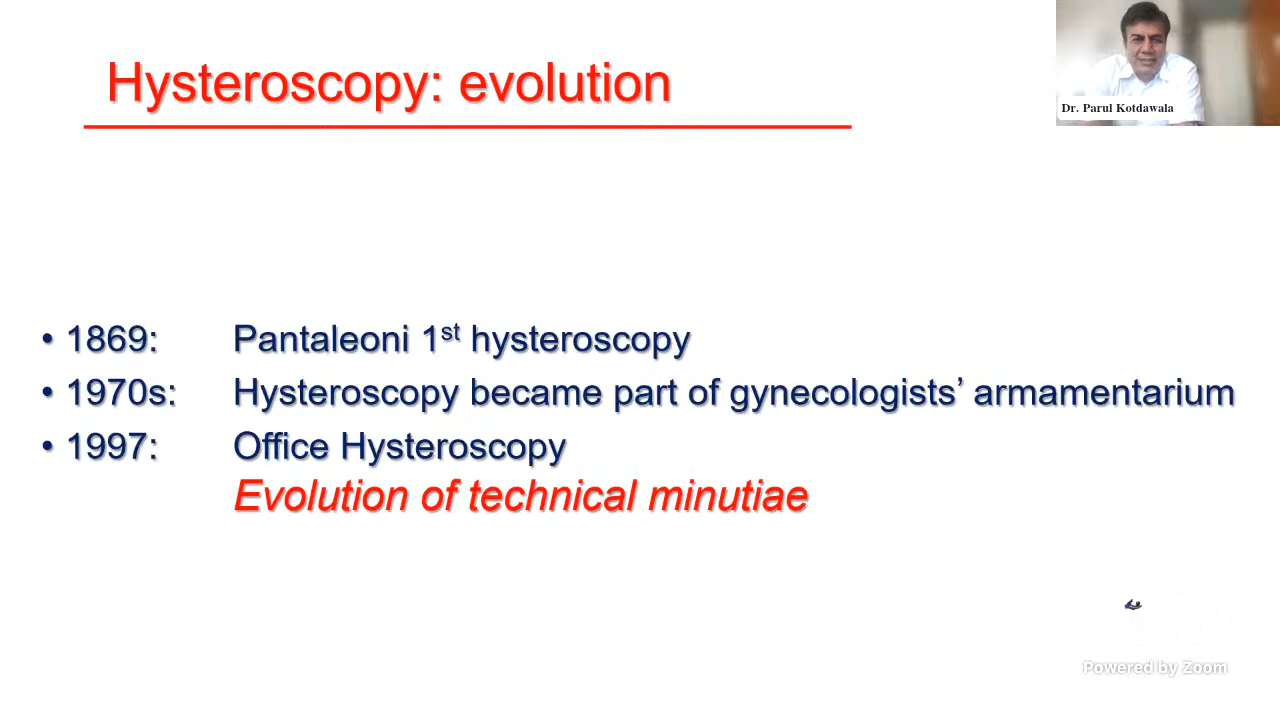 Hysteroscopy: evolution
Dr. Parul Kotdawala
• 1869: Pantaleoni 1st hysteroscopy
• 1970s: Hysteroscopy became part of gynecologists’ armamentarium
• 1997: Office Hysteroscopy
Evolution of technical minutiae
Powered by Zoom